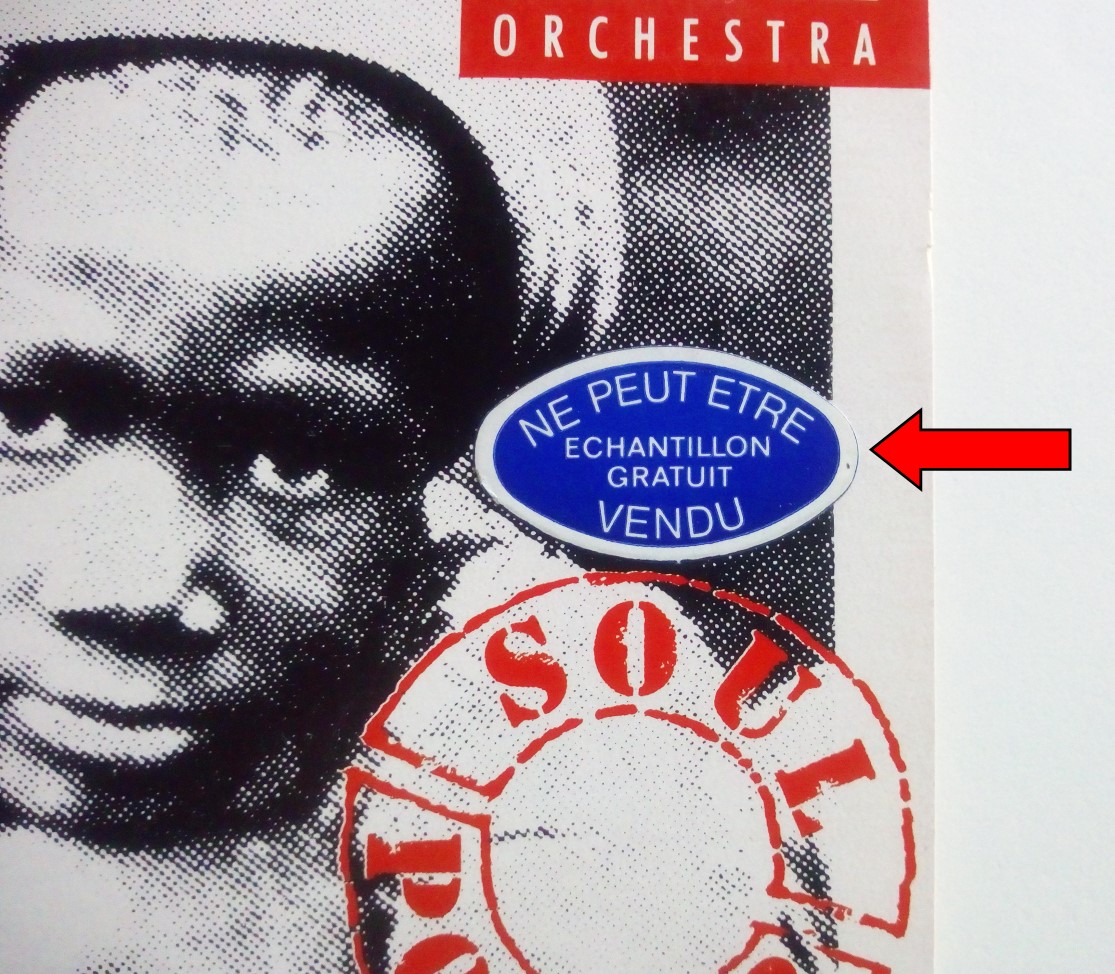 ORCHESTRA
NE PEUT ETRE
ECHANTILLON
GRATUIT
VENDU
SOUL